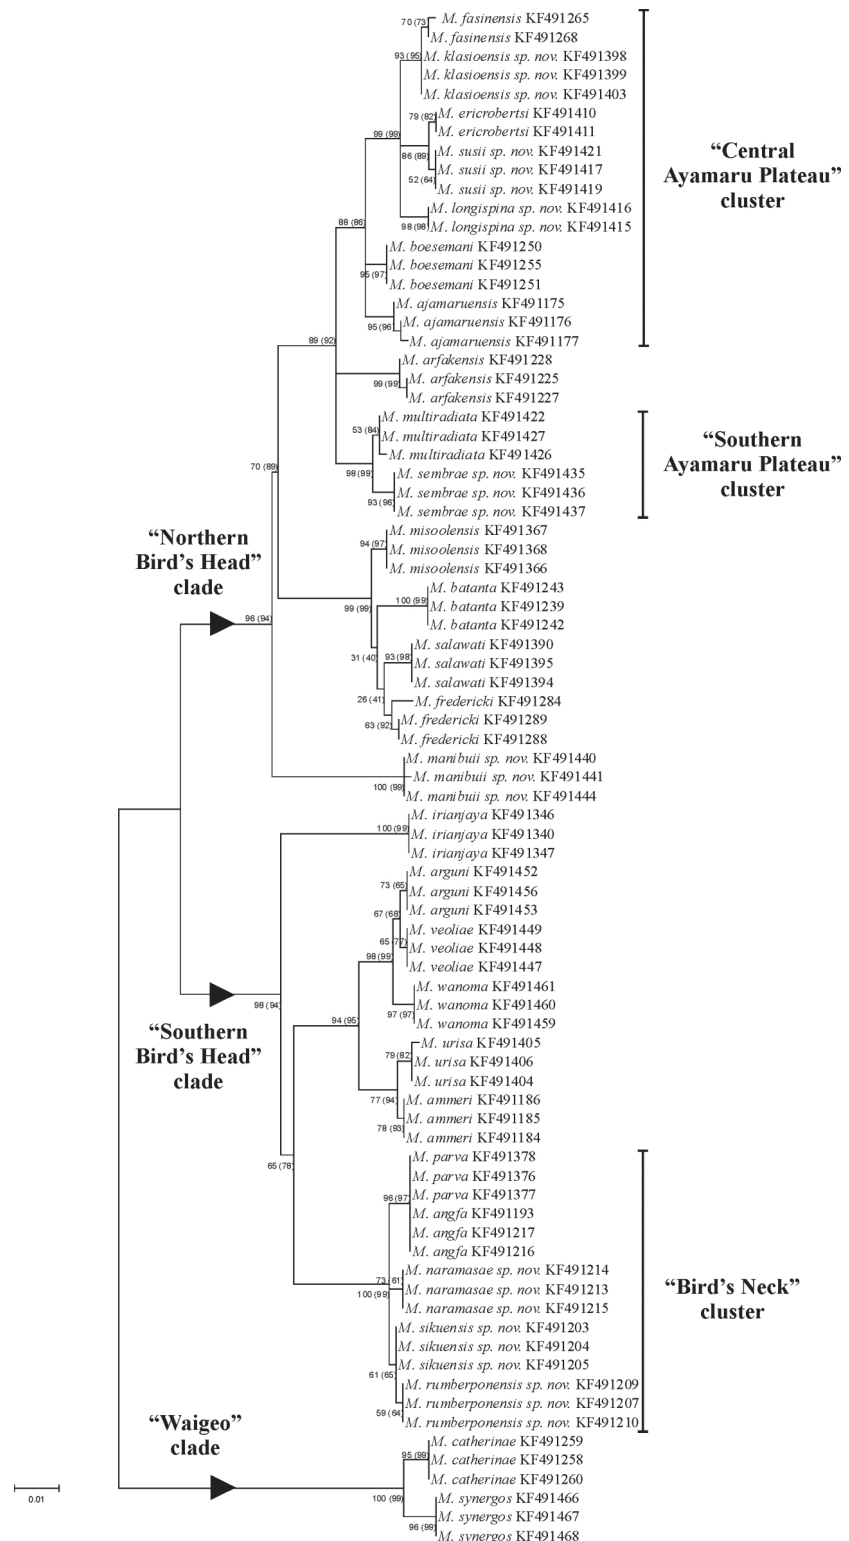 70 (73
M. fasinensis KF491265
M. fasinensis KF491268
93 (95)
M. klasioensis sp. nov. KF491398
M. klasioensis sp. nov. KF491399
M. klasioensis sp. nov. KF491403
79 (82)
M. ericrobertsi KF491410
M. ericrobertsi KF491411
99 (99)
86 (89)
M. susii sp. nov. KF491421
M. susii sp. nov. KF491417
52 (64)
M. susii sp. nov. KF491419
M. longispina sp. nov. KF491416
98 (98)
M. longispina sp. nov. KF491415
88 (86)
M. boesemani KF491250
M. boesemani KF491255
95 (97)
M. boesemani KF491251
M. ajamaruensis KF491175
95 (96)
M. ajamaruensis KF491176
M. ajamaruensis KF491177
“Central
Ayamaru Plateau”
cluster
89 (92)
M. arfakensis KF491228
99 (99)
M. arfakensis KF491225
M. arfakensis KF491227
M. multiradiata KF491422
53 (84)
M. multiradiata KF491427
M. multiradiata KF491426
98 (99)
M. sembrae sp. nov. KF491435
M. sembrae sp. nov. KF491436
93 (96)
M. sembrae sp. nov. KF491437
“Southern
Ayamaru Plateau”
cluster
70 (89)
“Northern
Bird’s Head”
clade
96 (94)
M. misoolensis KF491367
94 (97)
M. misoolensis KF491368
M. misoolensis KF491366
M. batanta KF491243
100 (99)
M. batanta KF491239
99 (99)
M. batanta KF491242
M. salawati KF491390
31 (40)
93 (98)
M. salawati KF491395
M. salawati KF491394
26 (41)
M. fredericki KF491284
M. fredericki KF491289
63 (92)
M. fredericki KF491288
M. manibuii sp. nov. KF491440
M. manibuii sp. nov. KF491441
100 (99)
M. manibuii sp. nov. KF491444
M. irianjaya KF491346
100 (99)
M. irianjaya KF491340
M. irianjaya KF491347
M. arguni KF491452
73 (65)
M. arguni KF491456
M. arguni KF491453
67 (68)
M. veoliae KF491449
65 (77)
M. veoliae KF491448
M. veoliae KF491447
98 (99)
M. wanoma KF491461
M. wanoma KF491460
97 (97)
M. wanoma KF491459
98 (94)
“Southern
Bird’s Head”
clade
94 (95)
M. urisa KF491405
79 (82)
M. urisa KF491406
M. urisa KF491404
77 (94)
M. ammeri KF491186
M. ammeri KF491185
78 (93)
M. ammeri KF491184
65 (78)
M. parva KF491378
M. parva KF491376
96 (97)
M. parva KF491377
M. angfa KF491193
M. angfa KF491217
M. angfa KF491216
M. naramasae sp. nov. KF491214
73 (61)
100 (99)
M. naramasae sp. nov. KF491213
M. naramasae sp. nov. KF491215
M. sikuensis sp. nov. KF491203
M. sikuensis sp. nov. KF491204
M. sikuensis sp. nov. KF491205
61 (65)
M. rumberponensis sp. nov. KF491209
M. rumberponensis sp. nov. KF491207
59 (64)
M. rumberponensis sp. nov. KF491210
“Bird’s Neck”
cluster
“Waigeo”
clade
M. catherinae KF491259
95 (99)
M. catherinae KF491258
M. catherinae KF491260
100 (99)
M. synergos KF491466
M. synergos KF491467
96 (99)
M. synergos KF491468
0.01